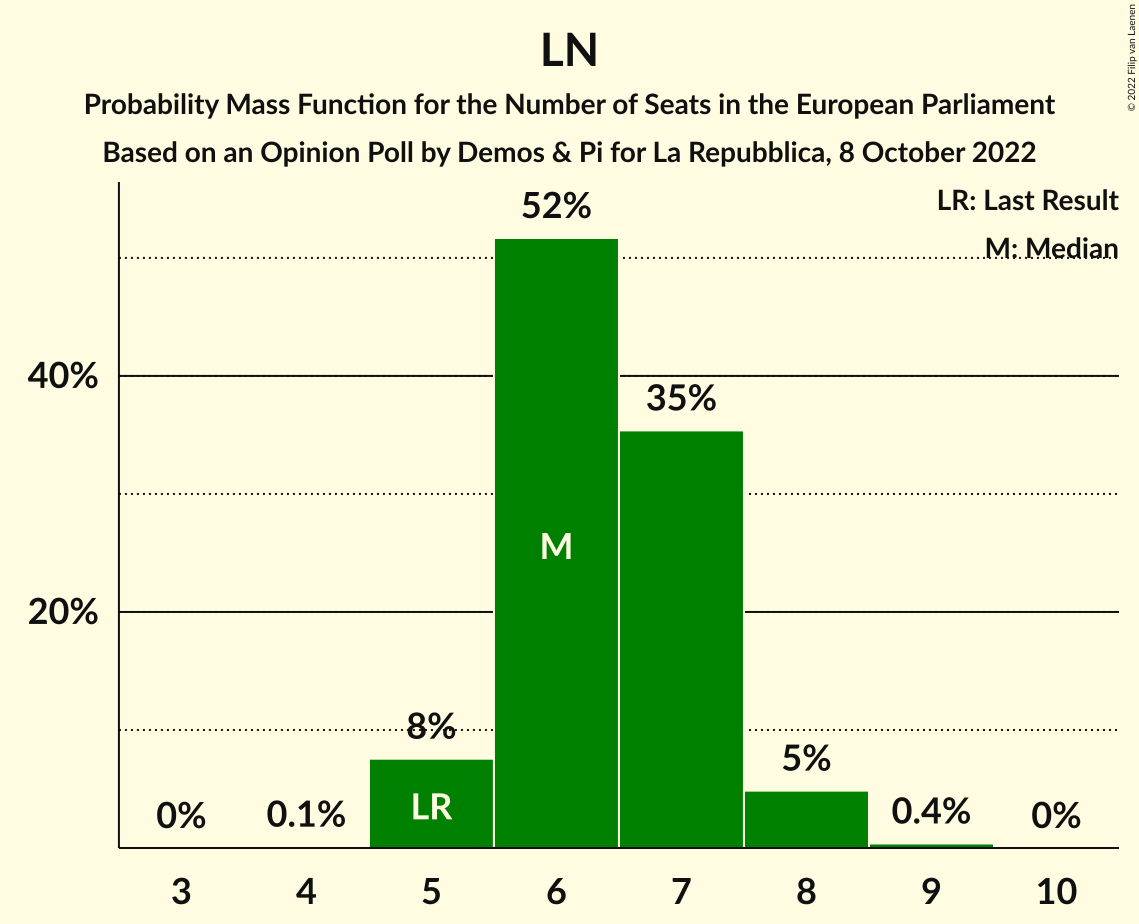 LN
Probability Mass Function for the Number of Seats in the European Parliament
Based on an Opinion Poll by Demos & Pi for La Repubblica, 8 October 2022
© 2022 Filip van Laenen
LR: Last Result
M: Median
52%
40%
35%
M
20%
8%
5%
LR
0%
0.1%
0.4%
0%
3 4 5 6 7 8 9 10